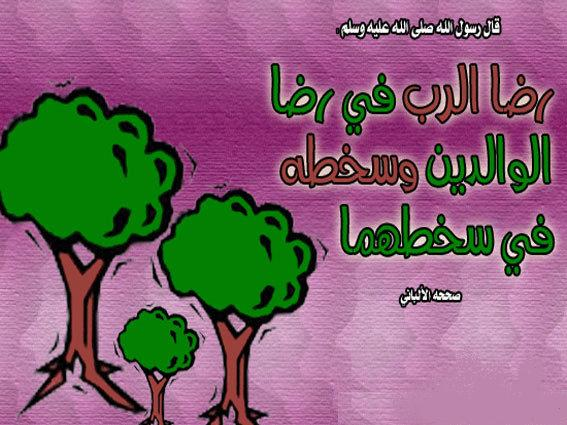 قال رسول الله صلى الله عليه وسلم .
رضا الرب في رضا
الوالدين وسخطه
في سخطهما
صححه الألباني